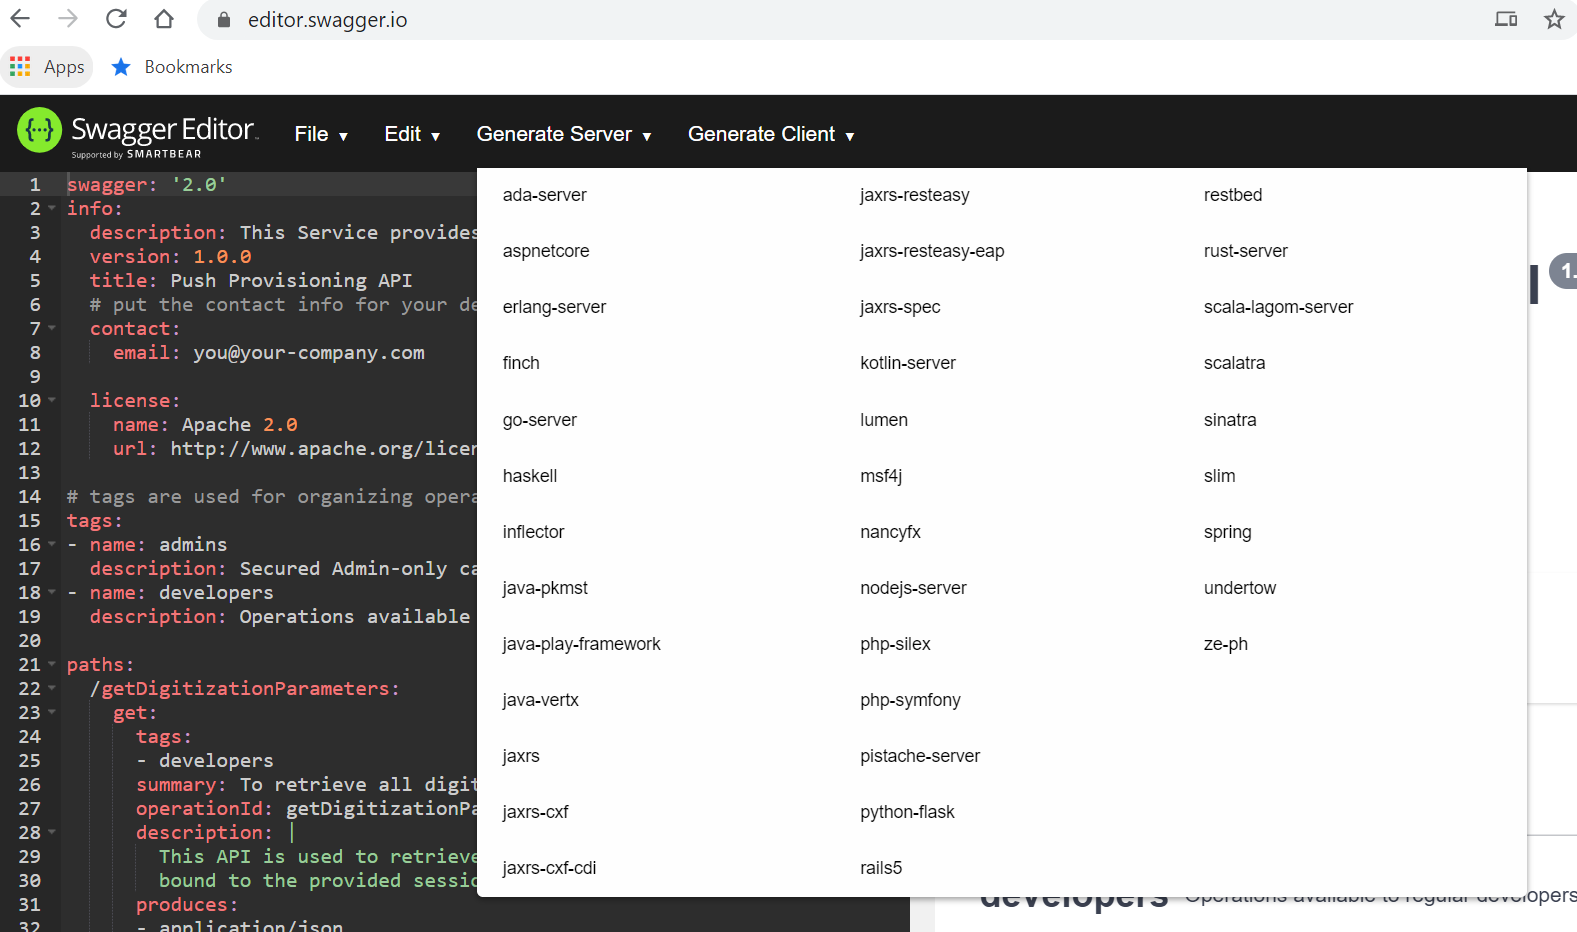 editor.swagger.io
Apps Bookmarks
{···} Swagger Editor
Supported by SMARTBEAR
File ▼ Edit ▼ Generate Server ▼ Generate Client ▼
1 swagger: '2.0'
2 info:
3 description: This Service provides
4 version: 1.0.0
5 title: Push Provisioning API
6 # put the contact info for your de
7 contact:
8 email: you@your-company.com
9
10 license:
11 name: Apache 2.0
12 url: http://www.apache.org/licen
13
14 # tags are used for organizing opera
15 tags:
16 - name: admins
17 description: Secured Admin-only ca
18 - name: developers
19 description: Operations available
20
21 paths:
22 /getDigitizationParameters:
23 get:
24 tags:
25 - developers
26 summary: To retrieve all digit
27 operationId: getDigitizationPa
28 description: |
29 This API is used to retrieve
30 bound to the provided sessio
31 produces:
32 - application/json
ada-server
aspnetcore
erlang-server
finch
go-server
haskell
inflector
java-pkmst
java-play-framework
java-vertx
jaxrs
jaxrs-cxf
jaxrs-cxf-cdi
jaxrs-resteasy
jaxrs-resteasy-eap
jaxrs-spec
kotlin-server
lumen
msf4j
nancyfx
nodejs-server
php-silex
php-symfony
pistache-server
python-flask
rails5
restbed
rust-server
scala-lagom-server
scalatra
sinatra
slim
spring
undertow
ze-ph
1.
developers Operations available to regular developers